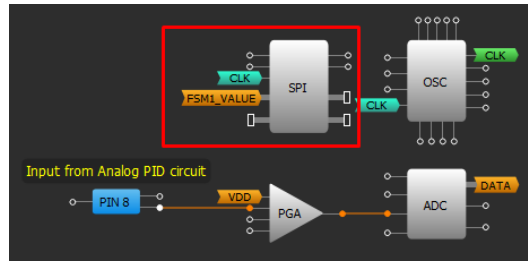 CLK
SPI
CLK
OSC
FSM1_VALUE
CLK
Input from Analog PID circuit
PIN 8
VDD
PGA
ADC
DATA